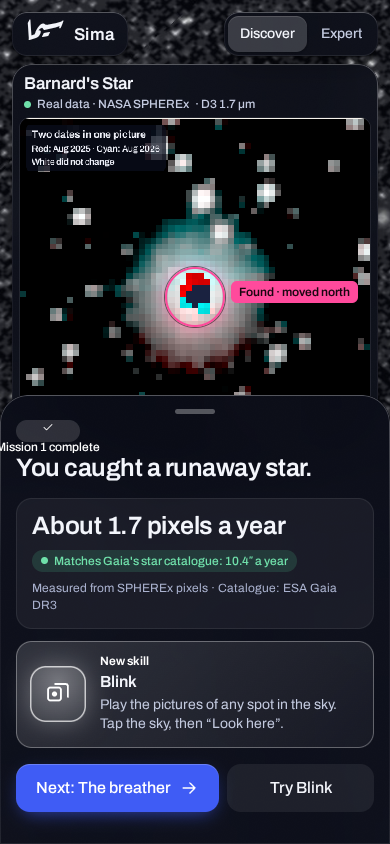 Sima
Discover
Expert
Barnard's Star
Real data · NASA SPHEREx · D3 1.7 µm
Two dates in one picture
Red: Aug 2025 · Cyan: Aug 2026
White did not change
Found · moved north
Mission 1 complete
You caught a runaway star.
About 1.7 pixels a year
Matches Gaia's star catalogue: 10.4″ a year
Measured from SPHEREx pixels · Catalogue: ESA Gaia
DR3
New skill
Blink
Play the pictures of any spot in the sky.
Tap the sky, then “Look here”.
Next: The breather →
Try Blink